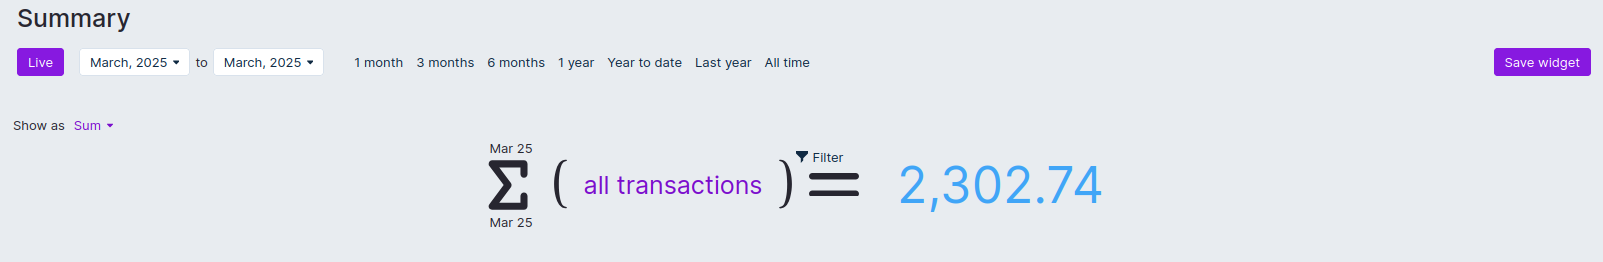 Summary
Live March, 2025 to March, 2025 1 month 3 months 6 months 1 year Year to date Last year All time Save widget
Show as Sum
Mar 25
Filter
Σ ( all transactions ) = 2,302.74
Mar 25